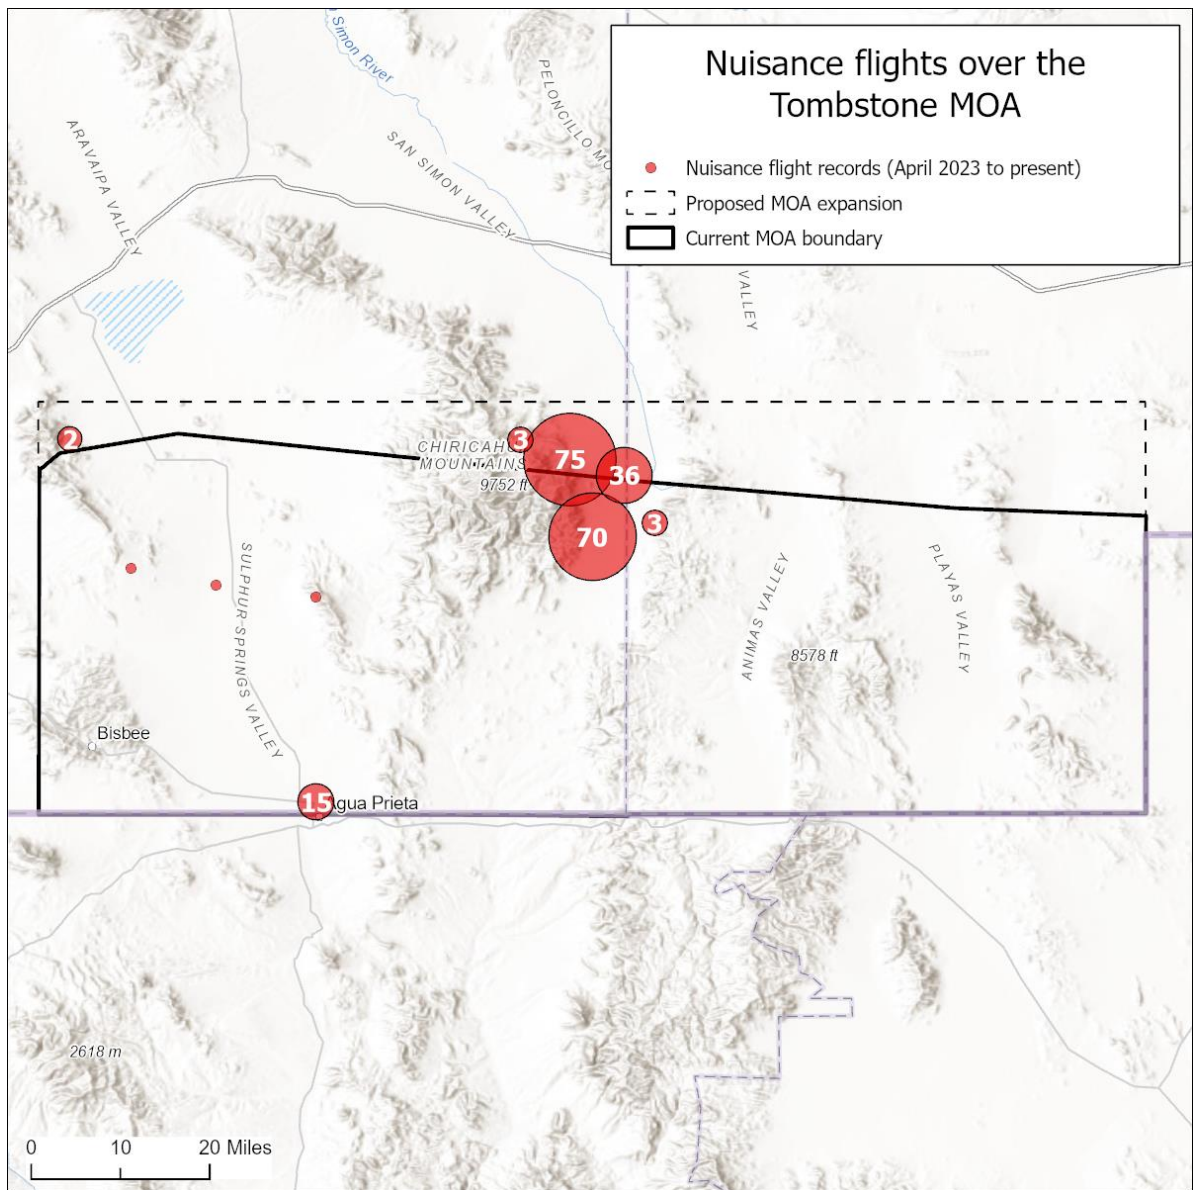 Nuisance flights over the
Tombstone MOA
Nuisance flight records (April 2023 to present)
Proposed MOA expansion
Current MOA boundary
Simon River
ARAVAIPA VALLEY
SAN SIMON VALLEY
PELONCILLO MO
VALLEY
2
3
75
36
CHIRICAHU
MOUNTAINS
9752 ft
70
3
SULPHUR SPRINGS VALLEY
ANIMAS VALLEY
PLAYAS VALLEY
8578 ft
Bisbee
15
Agua Prieta
2618 m
0 10 20 Miles